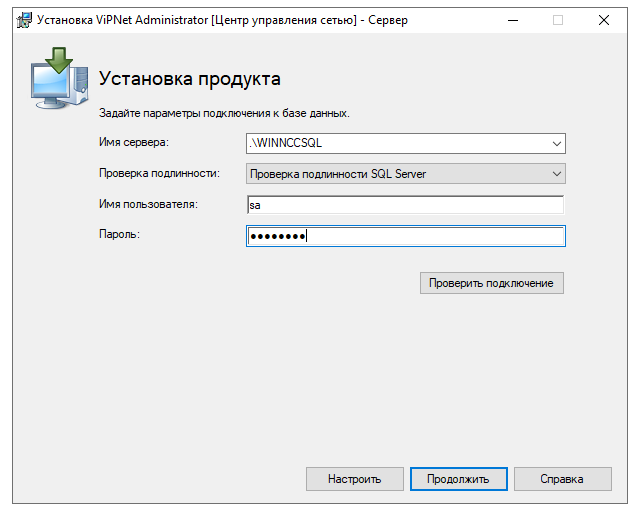 Установка ViPNet Administrator [Центр управления сетью] - Сервер
Установка продукта
Задайте параметры подключения к базе данных.
Имя сервера: .\WINNCCSQL
Проверка подлинности: Проверка подлинности SQL Server
Имя пользователя: sa
Пароль: ●●●●●●●●
Проверить подключение
Настроить Продолжить Справка